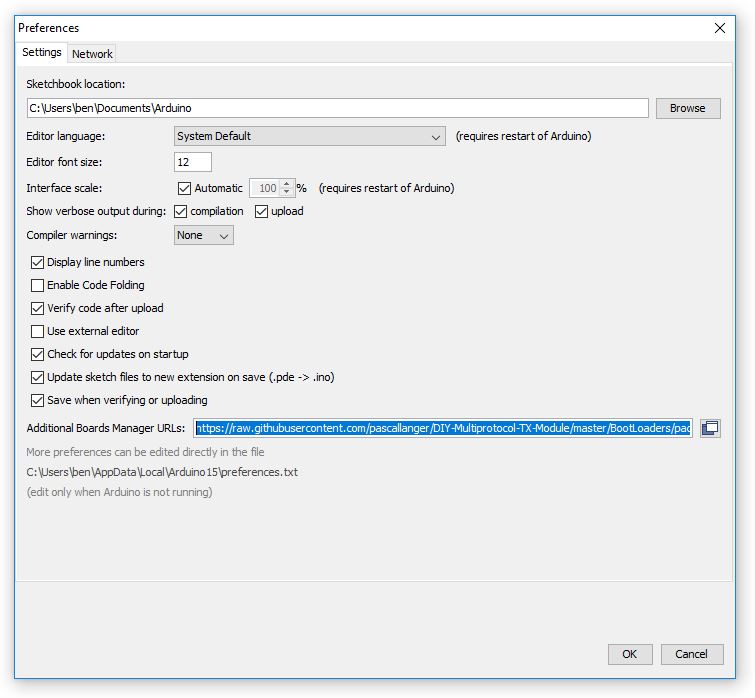 Preferences
Settings Network
Sketchbook location:
C:\Users\ben\Documents\Arduino Browse
Editor language: System Default (requires restart of Arduino)
Editor font size: 12
Interface scale: Automatic 100 % (requires restart of Arduino)
Show verbose output during: compilation upload
Compiler warnings: None
Display line numbers
Enable Code Folding
Verify code after upload
Use external editor
Check for updates on startup
Update sketch files to new extension on save (.pde -> .ino)
Save when verifying or uploading
Additional Boards Manager URLs: https://raw.githubusercontent.com/pascallanger/DIY-Multiprotocol-TX-Module/master/BootLoaders/pac
More preferences can be edited directly in the file
C:\Users\ben\AppData\Local\Arduino15\preferences.txt
(edit only when Arduino is not running)
OK Cancel